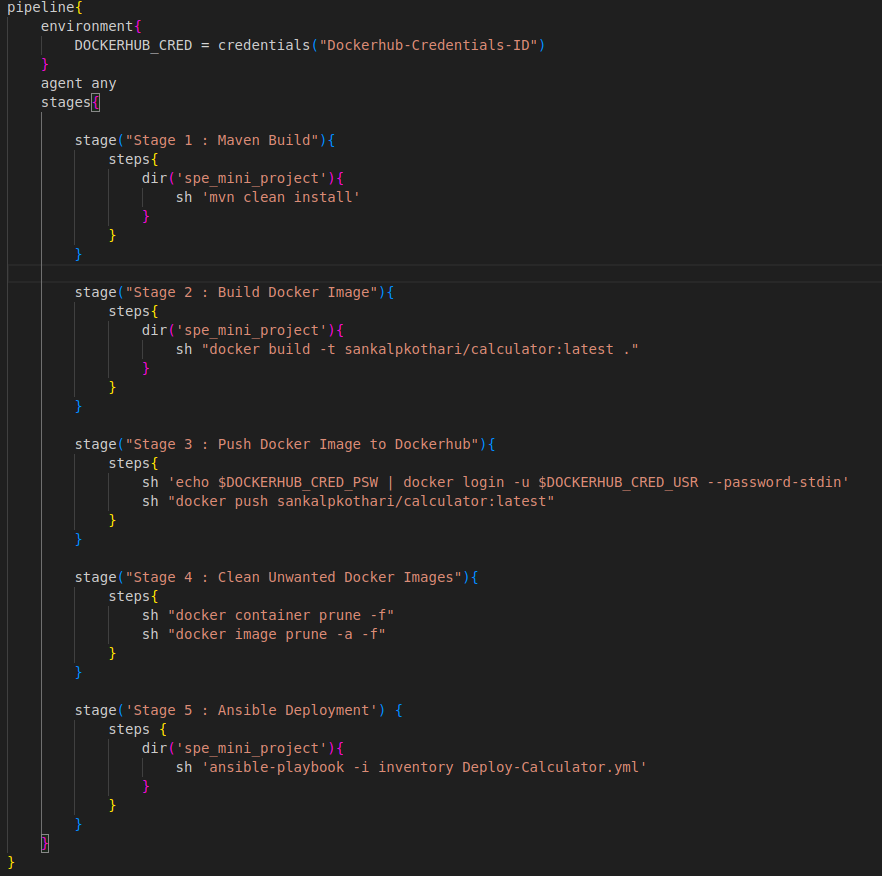 pipeline{
    environment{
        DOCKERHUB_CRED = credentials("Dockerhub-Credentials-ID")
    }
    agent any
    stages{

        stage("Stage 1 : Maven Build"){
            steps{
                dir('spe_mini_project'){
                    sh 'mvn clean install'
                }
            }
        }

        stage("Stage 2 : Build Docker Image"){
            steps{
                dir('spe_mini_project'){
                    sh "docker build -t sankalpkothari/calculator:latest ."
                }
            }
        }

        stage("Stage 3 : Push Docker Image to Dockerhub"){
            steps{
                sh 'echo $DOCKERHUB_CRED_PSW | docker login -u $DOCKERHUB_CRED_USR --password-stdin'
                sh "docker push sankalpkothari/calculator:latest"
            }
        }

        stage("Stage 4 : Clean Unwanted Docker Images"){
            steps{
                sh "docker container prune -f"
                sh "docker image prune -a -f"
            }
        }

        stage('Stage 5 : Ansible Deployment') {
            steps {
                dir('spe_mini_project'){
                    sh 'ansible-playbook -i inventory Deploy-Calculator.yml'
                }
            }
        }
    }
}